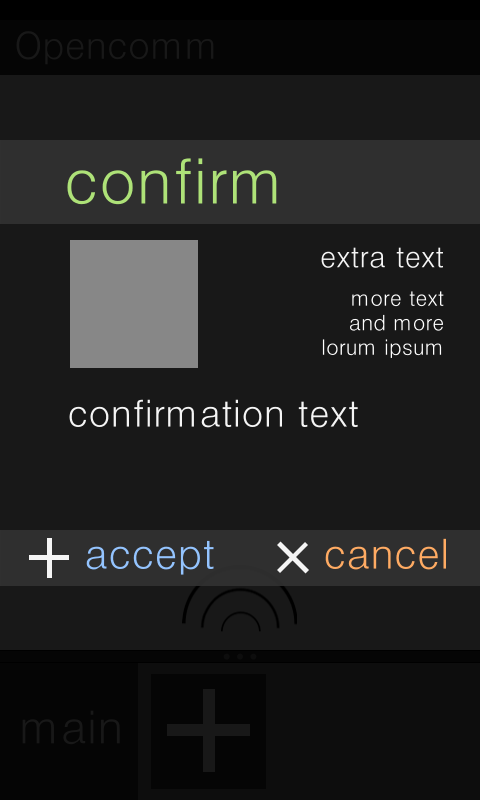 Opencomm
confirm
extra text
more text
and more
lorum ipsum
confirmation text
accept cancel
main